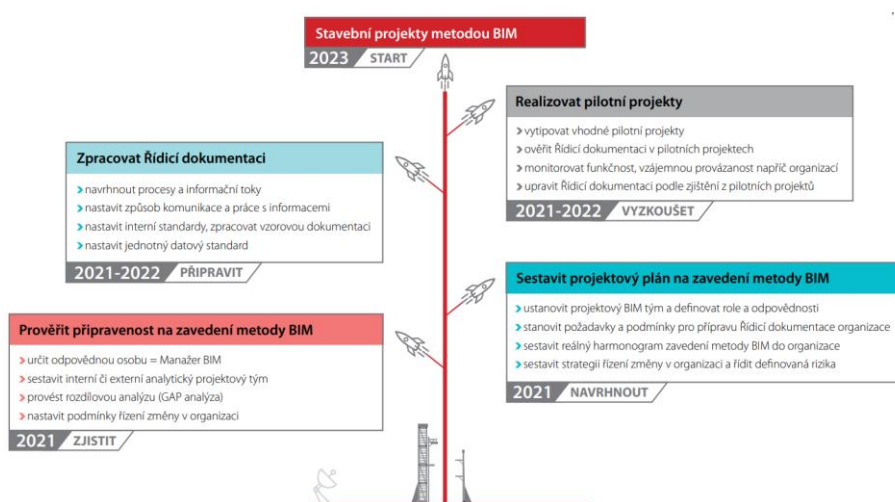 Stavební projekty metodou BIM
2023 START
Realizovat pilotní projekty
> vytipovat vhodné pilotní projekty
> ověřit Řídicí dokumentaci v pilotních projektech
> monitorovat funkčnost, vzájemnou provázanost napříč organizací
> upravit Řídicí dokumentaci podle zjištění z pilotních projektů
2021-2022 VYZKOUŠET
Zpracovat Řídicí dokumentaci
> navrhnout procesy a informační toky
> nastavit způsob komunikace a práce s informacemi
> nastavit interní standardy, zpracovat vzorovou dokumentaci
> nastavit jednotný datový standard
2021-2022 PŘIPRAVIT
Sestavit projektový plán na zavedení metody BIM
> ustanovit projektový BIM tým a definovat role a odpovědnosti
> stanovit požadavky a podmínky pro přípravu Řídicí dokumentace organizace
> sestavit reálný harmonogram zavedení metody BIM do organizace
> sestavit strategii řízení změny v organizaci a řídit definovaná rizika
2021 NAVRHNOUT
Prověřit připravenost na zavedení metody BIM
> určit odpovědnou osobu = Manažer BIM
> sestavit interní či externí analytický projektový tým
> provést rozdílovou analýzu (GAP analýza)
> nastavit podmínky řízení změny v organizaci
2021 ZJISTIT